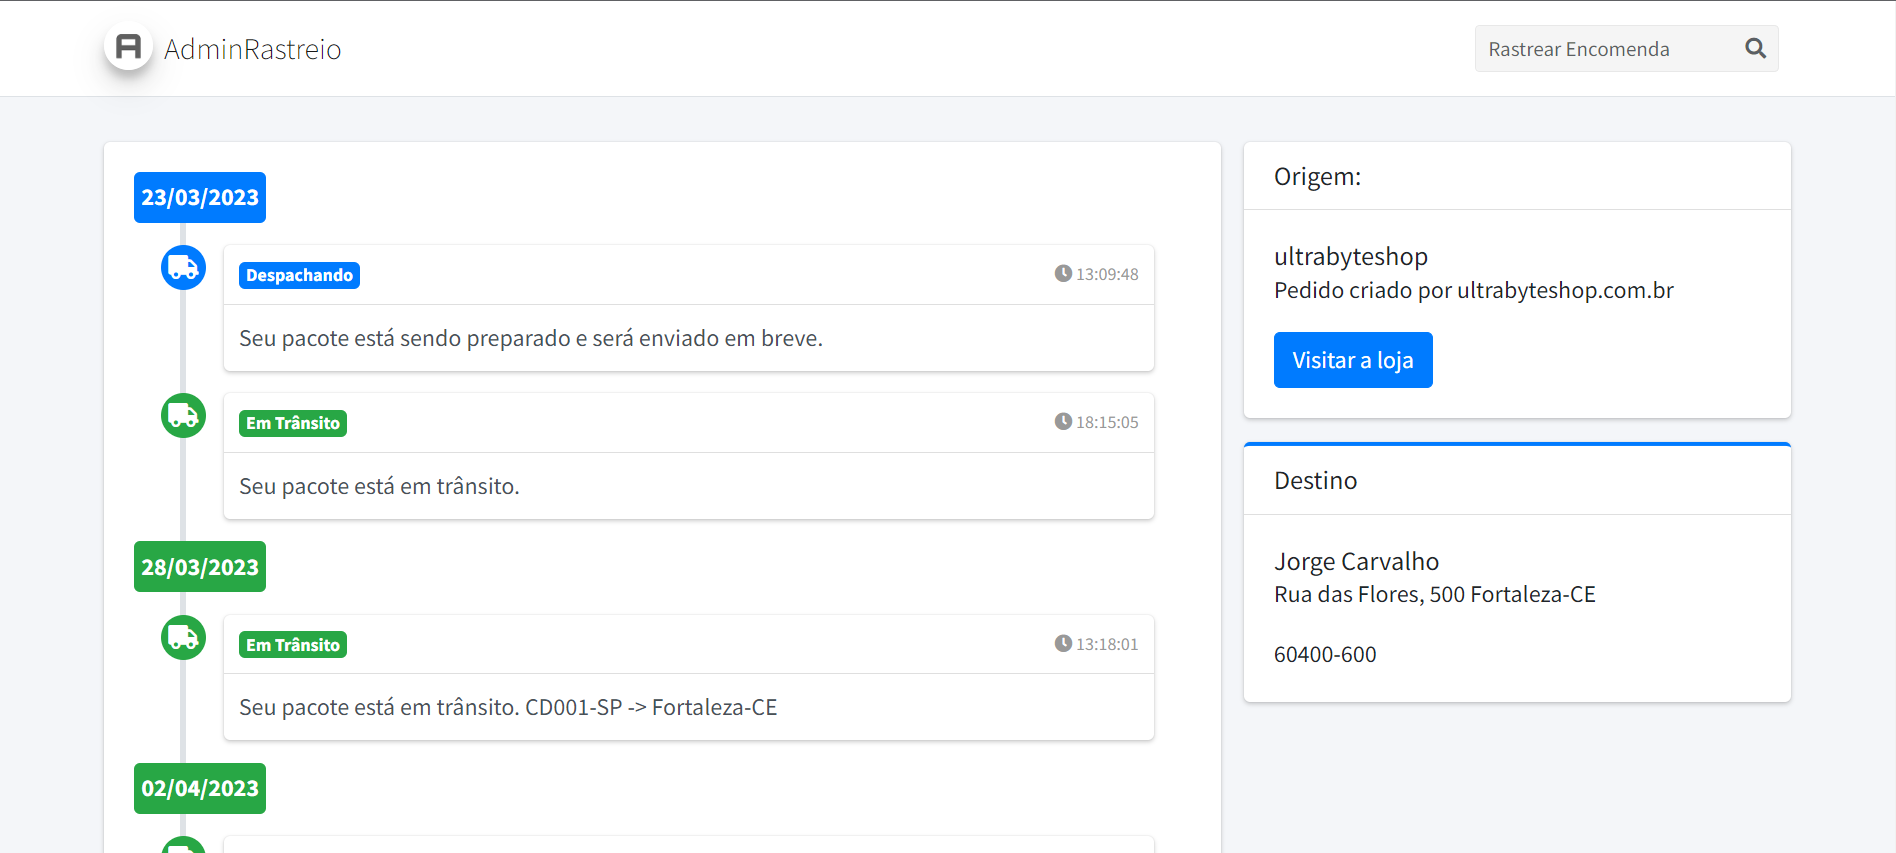 AdminRastreio
Rastrear Encomenda
23/03/2023
Despachando
13:09:48
Seu pacote está sendo preparado e será enviado em breve.
Em Trânsito
18:15:05
Seu pacote está em trânsito.
28/03/2023
Em Trânsito
13:18:01
Seu pacote está em trânsito. CD001-SP -> Fortaleza-CE
02/04/2023
Origem:
ultrabyteshop
Pedido criado por ultrabyteshop.com.br
Visitar a loja
Destino
Jorge Carvalho
Rua das Flores, 500 Fortaleza-CE
60400-600